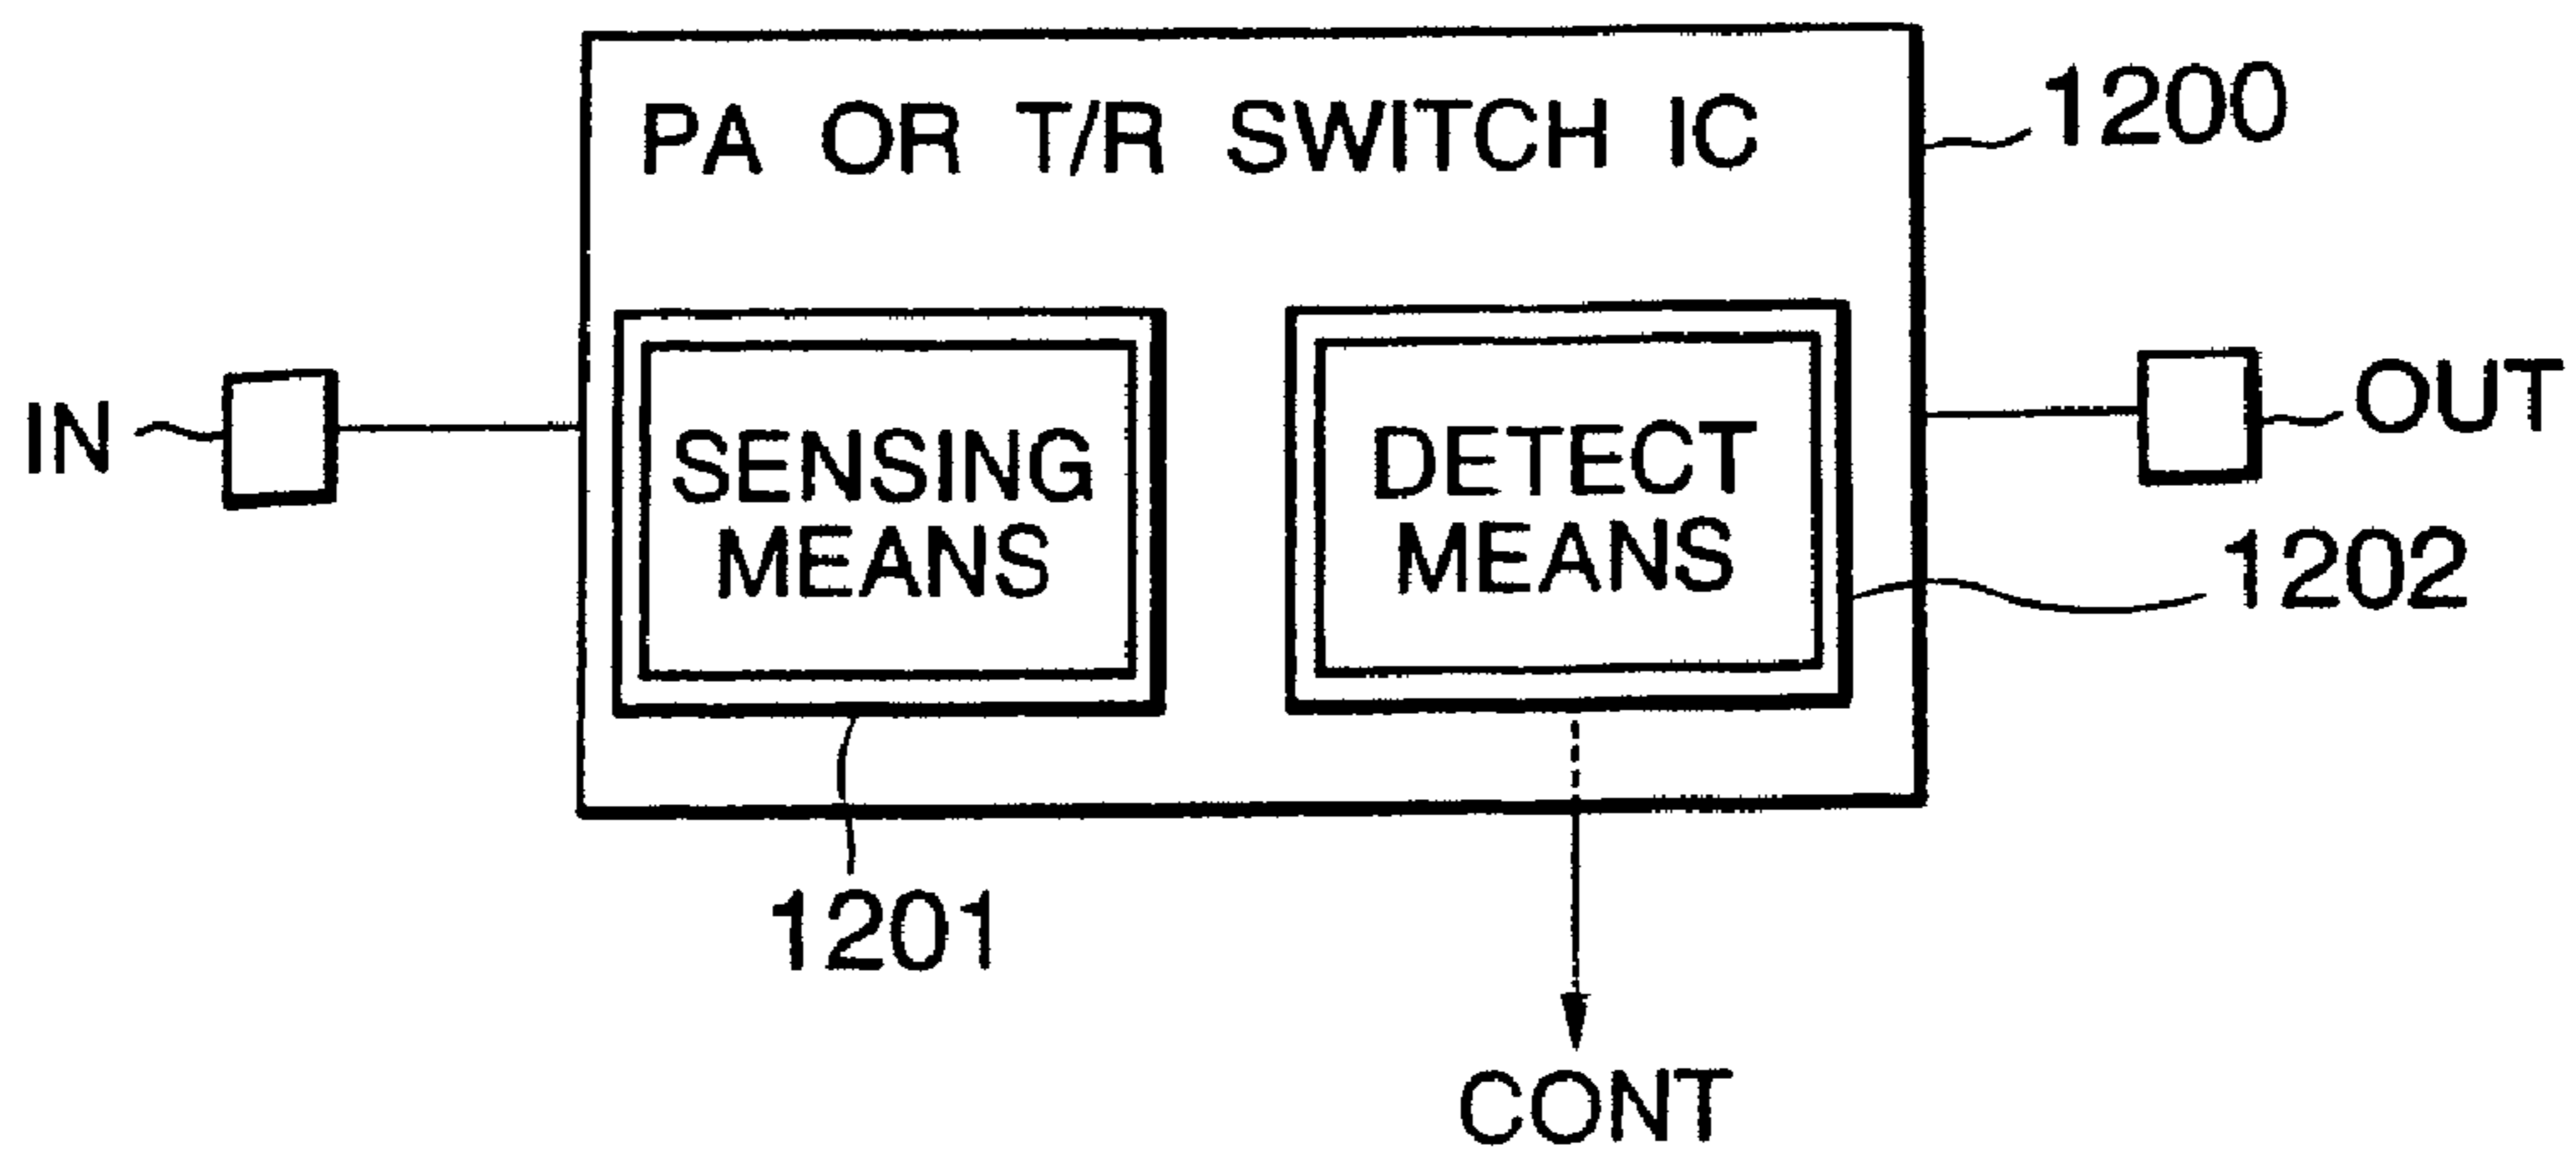 PA OR T/R SWITCH IC
1200
IN
SENSING
MEANS
DETECT
MEANS
OUT
1202
1201
CONT